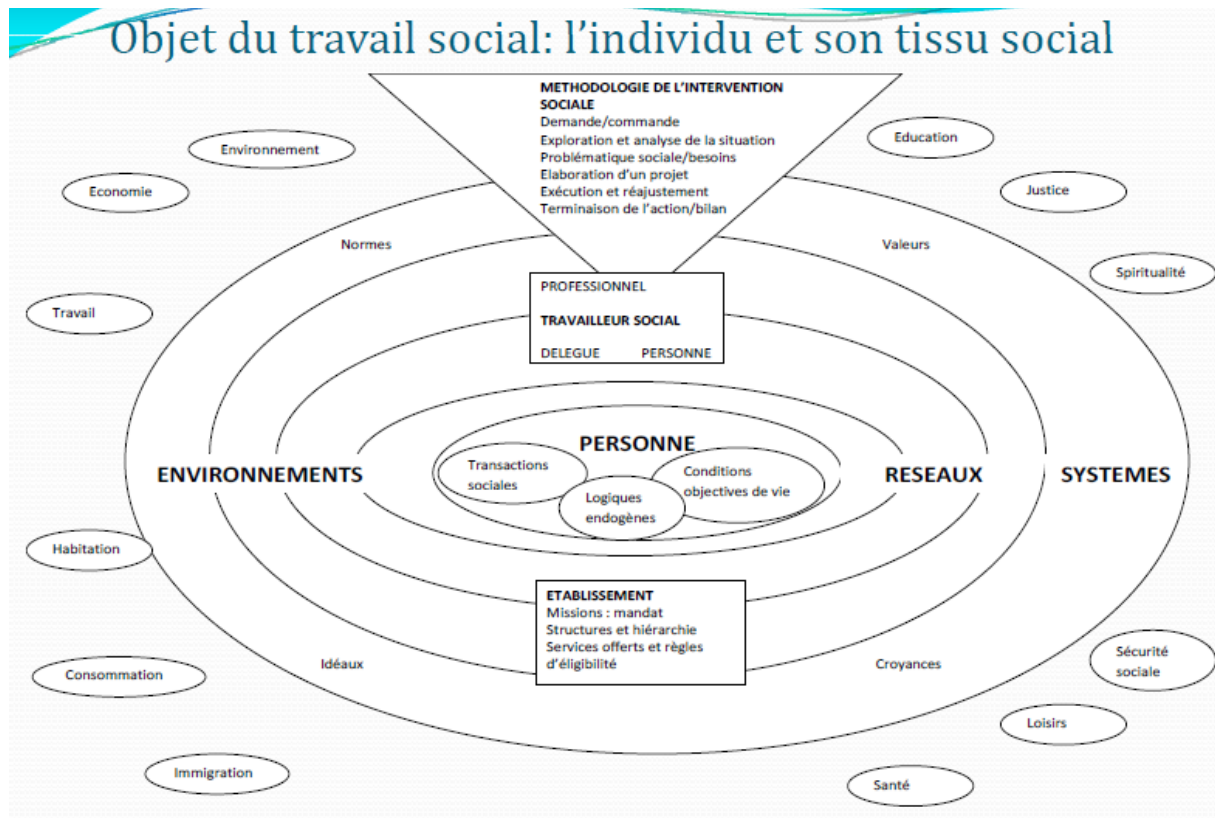 Objet du travail social: l'individu et son tissu social
METHODOLOGIE DE L'INTERVENTION
SOCIALE
Demande/commande
Exploration et analyse de la situation
Problématique sociale/besoins
Elaboration d'un projet
Exécution et réajustement
Terminaison de l'action/bilan
Environnement
Education
Economie
Justice
Normes
Valeurs
Spiritualité
Travail
PROFESSIONNEL
TRAVAILLEUR SOCIAL
DELEGUE PERSONNE
PERSONNE
ENVIRONNEMENTS
Transactions
sociales
Logiques
endogènes
Conditions
objectives de vie
RESEAUX
SYSTEMES
Habitation
ETABLISSEMENT
Missions : mandat
Structures et hiérarchie
Services offerts et règles
d'éligibilité
Idéaux
Croyances
Consommation
Sécurité
sociale
Loisirs
Immigration
Santé